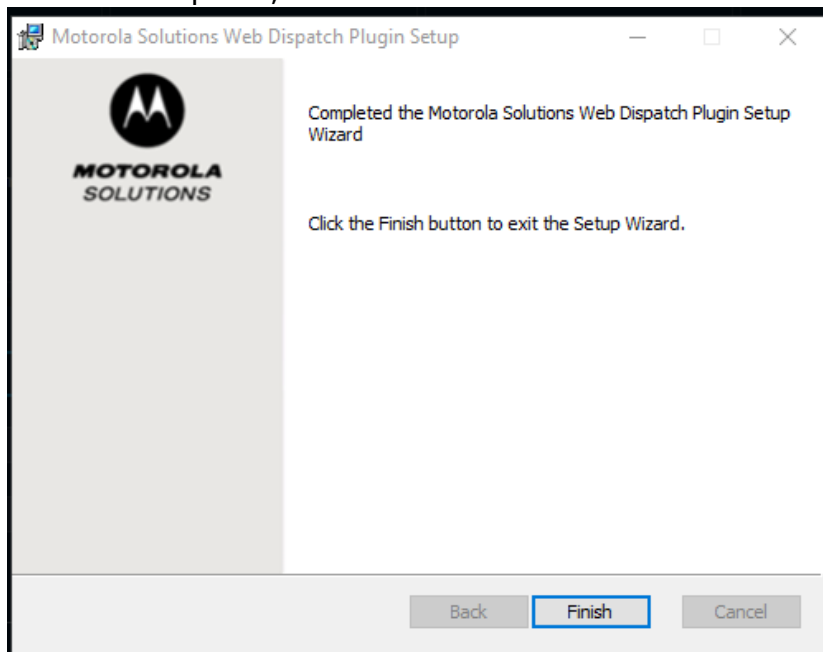 Motorola Solutions Web Dispatch Plugin Setup
MOTOROLA
SOLUTIONS
Completed the Motorola Solutions Web Dispatch Plugin Setup
Wizard
Click the Finish button to exit the Setup Wizard.
Back
Finish
Cancel